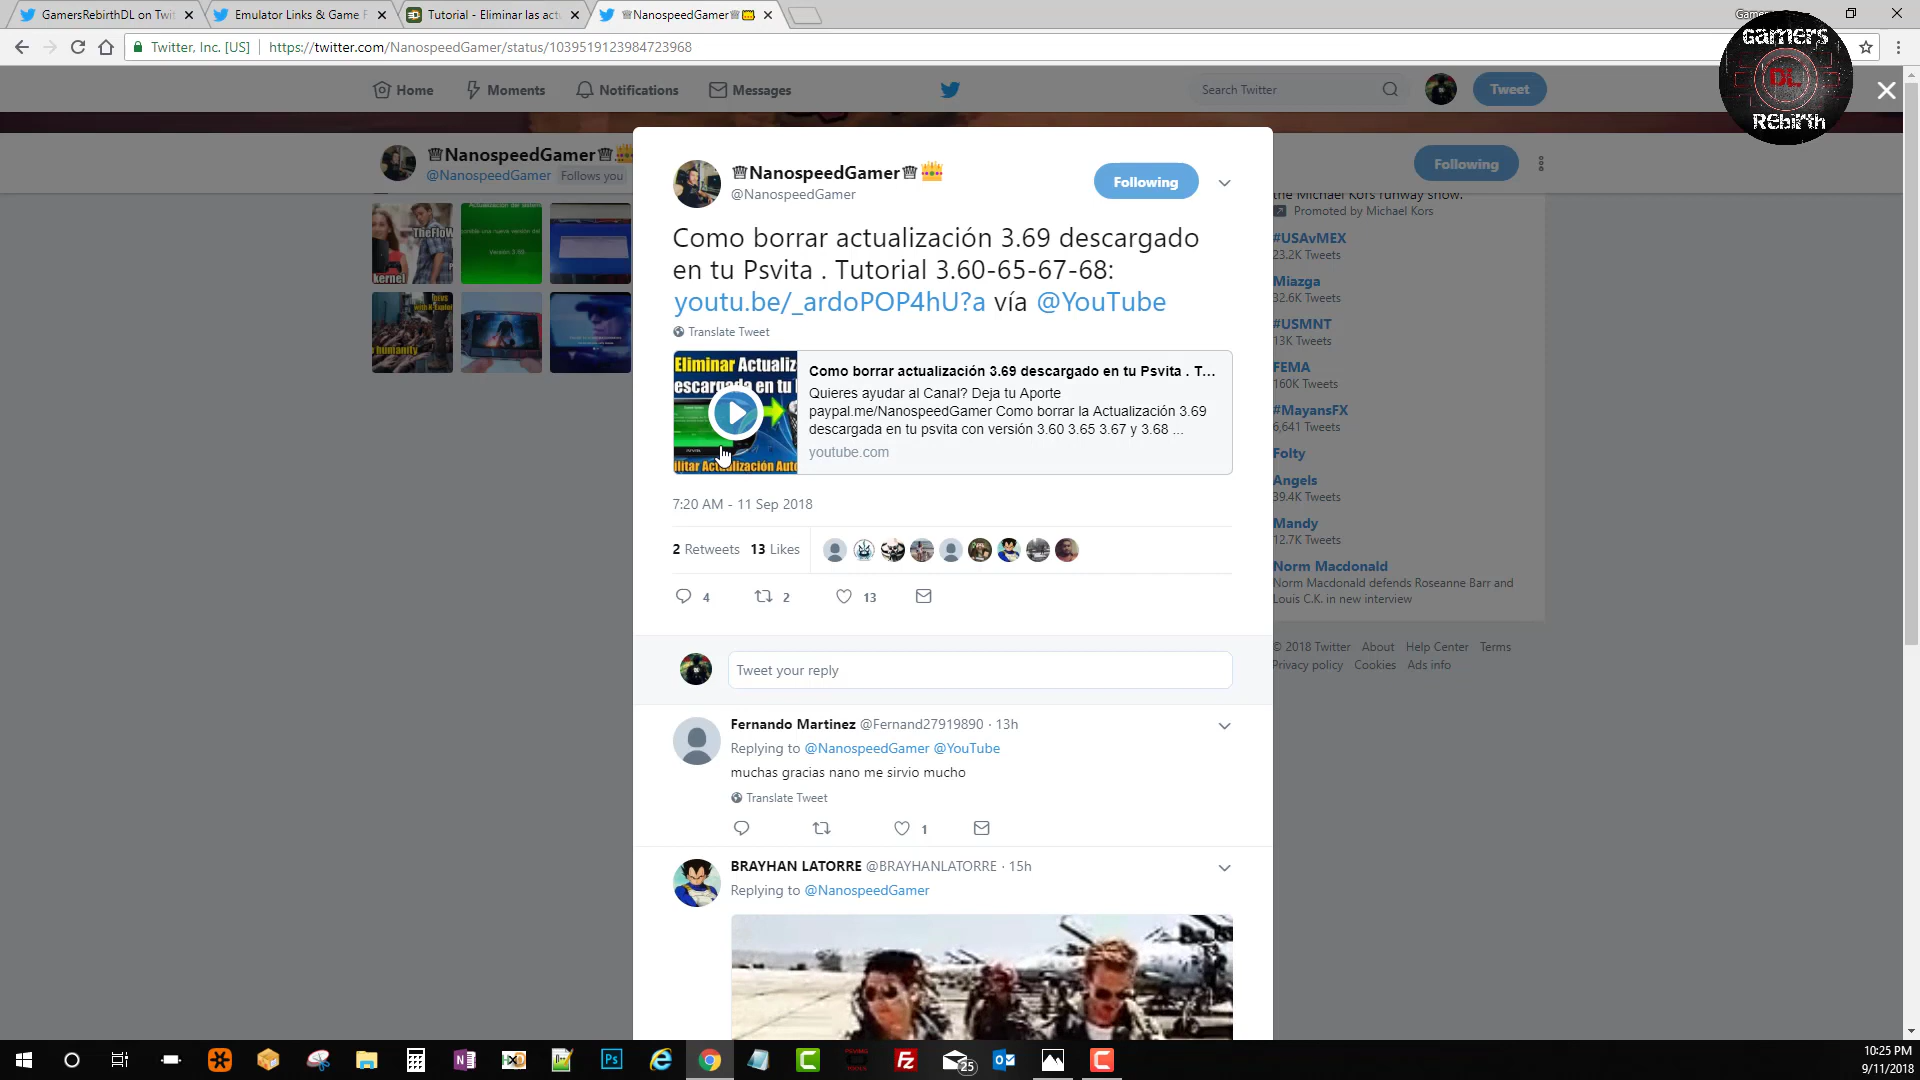 GamersRebirthDL on Twit
Emulator Links & Game F
Tutorial - Eliminar las act
♕NanospeedGamer♕
Twitter, Inc. [US]
https://twitter.com/NanospeedGamer/status/1039519123984723968
GamErs
DL
REbirth
Home
Moments
Notifications
Messages
Search Twitter
Tweet
♕NanospeedGamer♕
@NanospeedGamer
Follows you
Following
TheFloW
kernel
humanity
♕NanospeedGamer♕
@NanospeedGamer
Following
Como borrar actualización 3.69 descargado
en tu Psvita . Tutorial 3.60-65-67-68:
youtu.be/_ardoPOP4hU?a vía @YouTube
Translate Tweet
Eliminar Actualiz
escargada en tu
Como borrar actualización 3.69 descargado en tu Psvita . T...
Quieres ayudar al Canal? Deja tu Aporte
paypal.me/NanospeedGamer Como borrar la Actualización 3.69
descargada en tu psvita con versión 3.60 3.65 3.67 y 3.68 ...
youtube.com
7:20 AM - 11 Sep 2018
2 Retweets 13 Likes
4
2
13
Tweet your reply
Fernando Martinez @Fernand27919890 · 13h
Replying to @NanospeedGamer @YouTube
muchas gracias nano me sirvio mucho
Translate Tweet
1
BRAYHAN LATORRE @BRAYHANLATORRE · 15h
Replying to @NanospeedGamer
the Michael Kors runway show.
Promoted by Michael Kors
#USAvMEX
23.2K Tweets
Miazga
32.6K Tweets
#USMNT
13K Tweets
FEMA
160K Tweets
#MayansFX
6,641 Tweets
Folty
Angels
39.4K Tweets
Mandy
12.7K Tweets
Norm Macdonald
Norm Macdonald defends Roseanne Barr and
Louis C.K. in new interview
© 2018 Twitter About Help Center Terms
Privacy policy Cookies Ads info
25
10:25 PM
9/11/2018